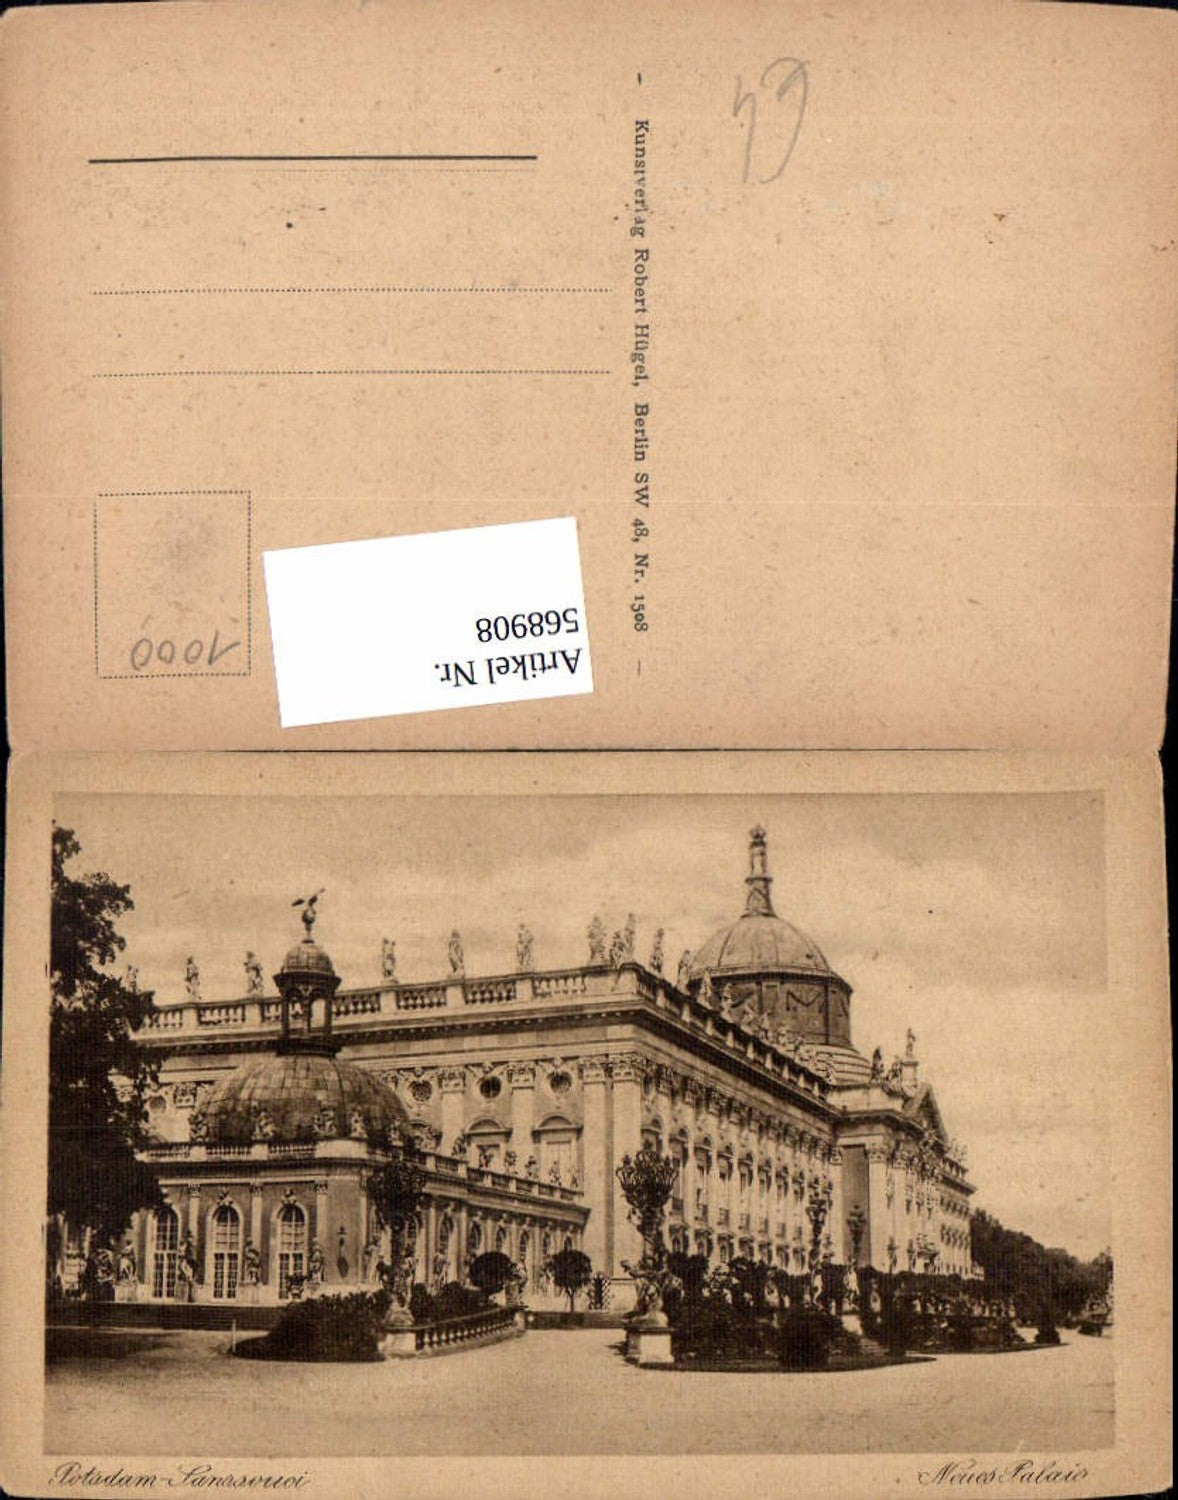 - Kunstverlag Robert Hügel, Berlin SW 48, Nr. 1508 -
Artikel Nr.
568908
1000
Potsdam-Sanssouci
Neues Palais